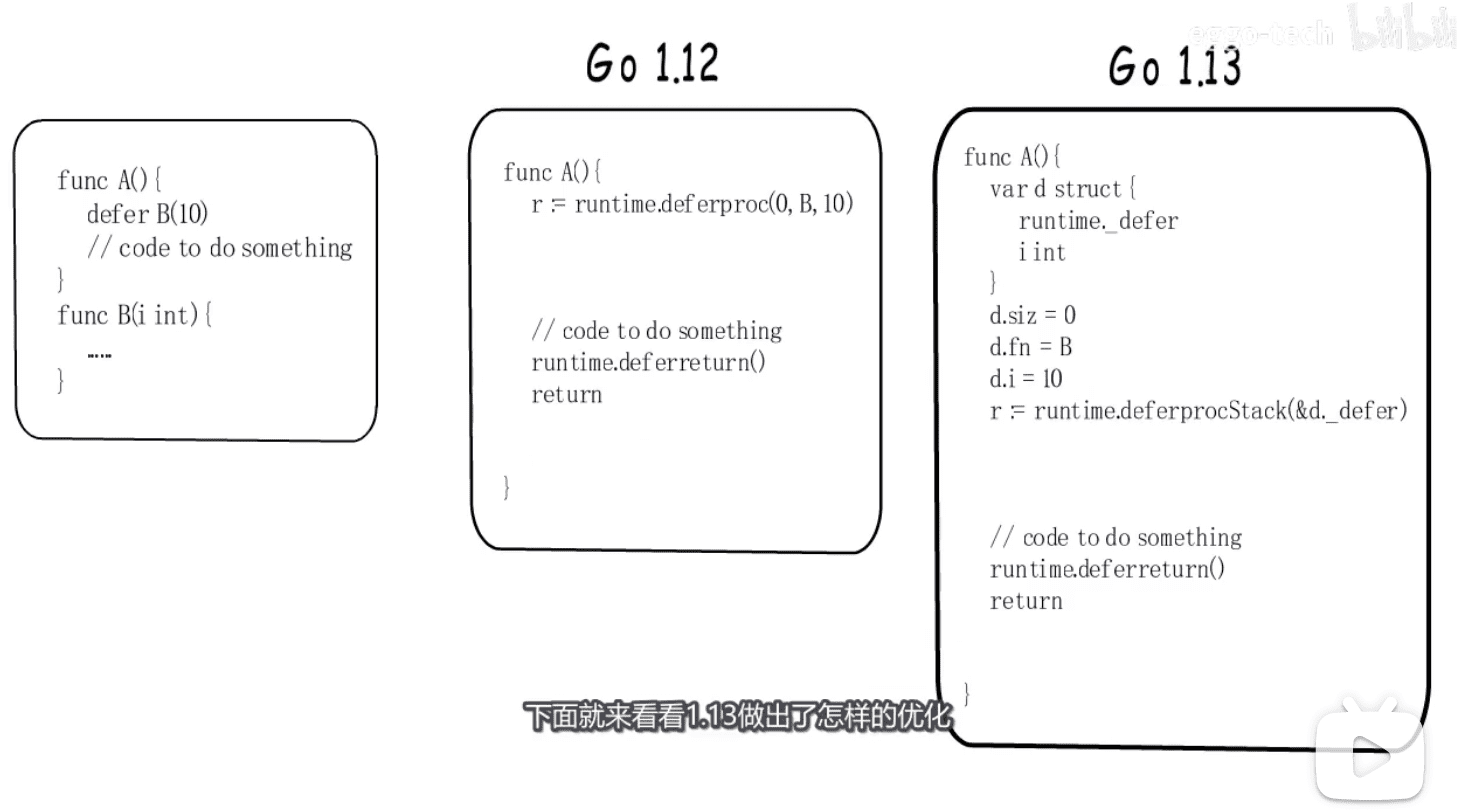 eggo-tech bilibili
Go 1.12
Go 1.13
func A(){
defer B(10)
// code to do something
}
func B(i int){
......
}
func A(){
r := runtime.deferproc(0, B, 10)
// code to do something
runtime.deferreturn()
return
}
func A(){
var d struct{
runtime._defer
i int
}
d.siz = 0
d.fn = B
d.i = 10
r := runtime.deferprocStack(&d._defer)
// code to do something
runtime.deferreturn()
return
}
下面就来看看1.13做出了怎样的优化